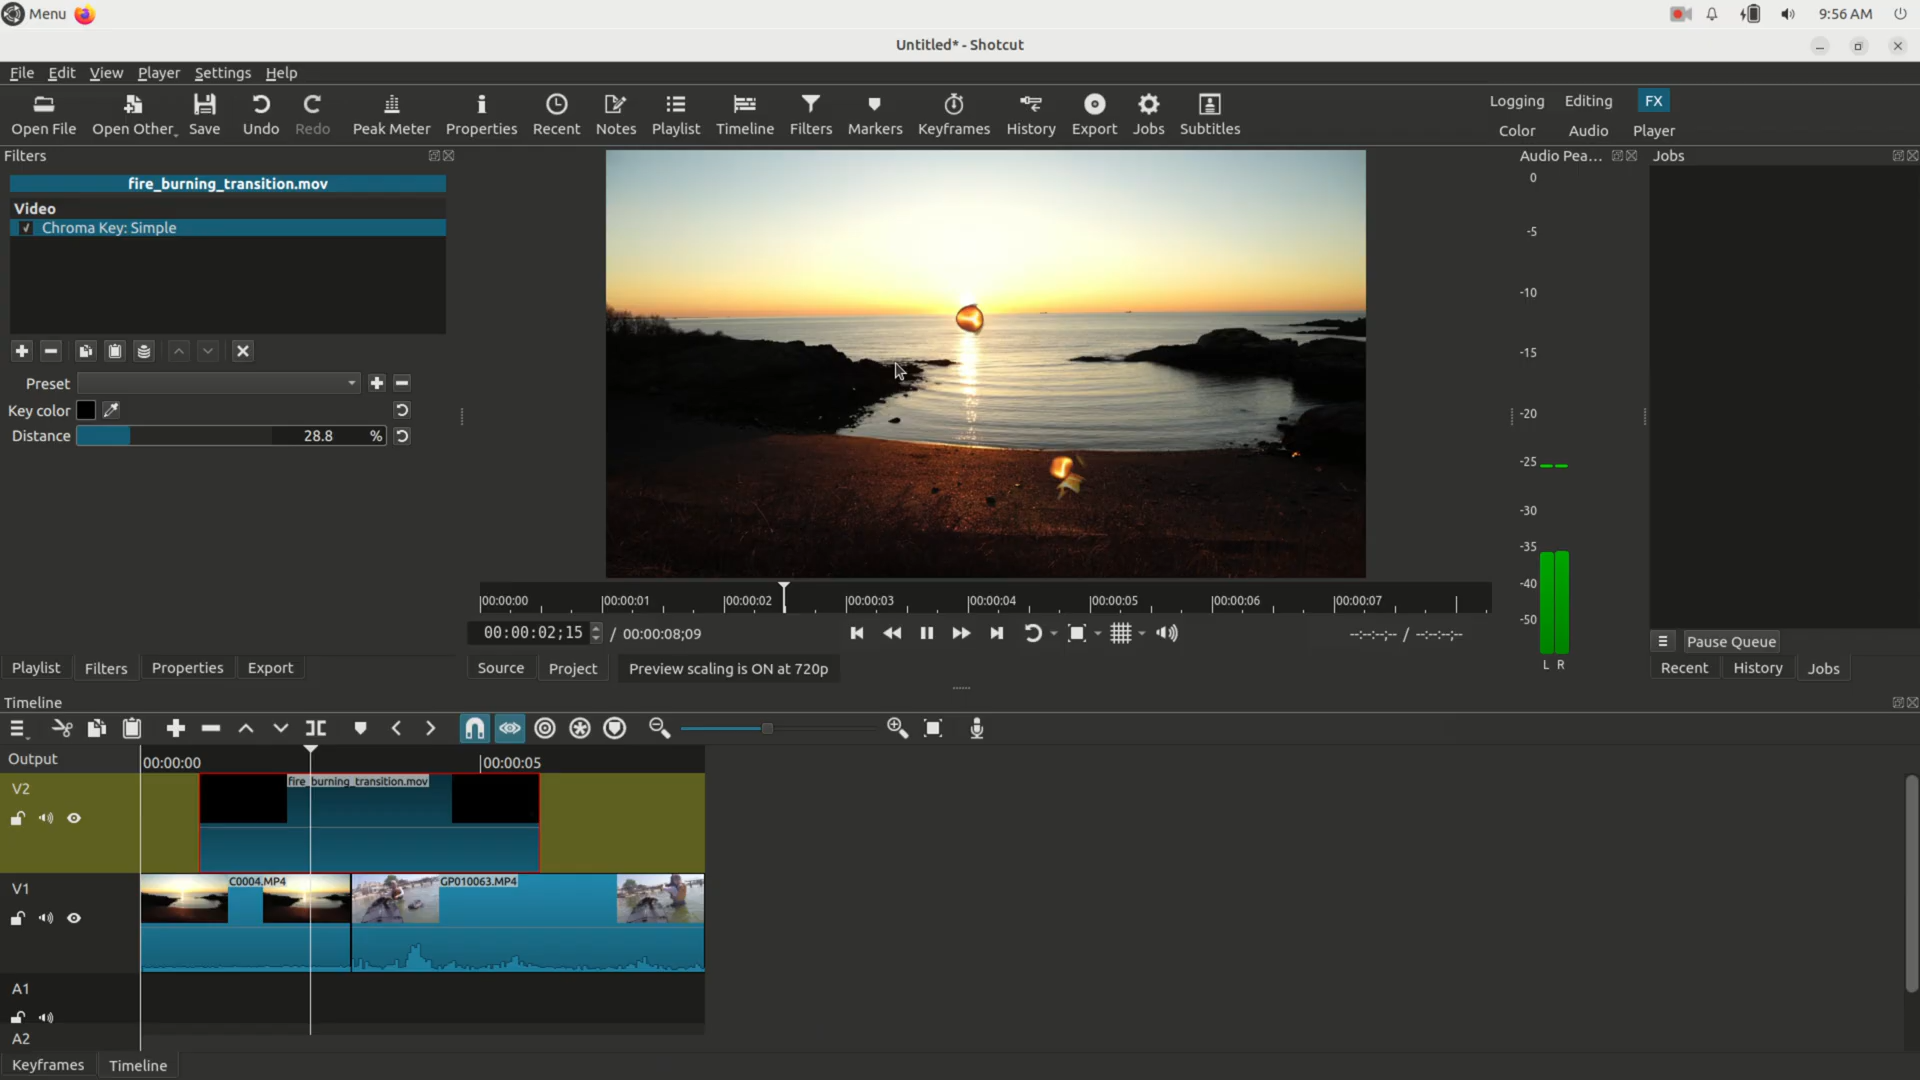 Menu 9:56 AM
Untitled* - Shotcut
File Edit View Player Settings Help
Open File Open Other Save Undo Redo Peak Meter Properties Recent Notes Playlist Timeline Filters Markers Keyframes History Export Jobs Subtitles
Logging Editing FX
Color Audio Player
Filters
fire_burning_transition.mov
Video
Chroma Key: Simple
Preset
Key color
Distance 28.8 %
Playlist Filters Properties Export
00:00:00 00:00:01 00:00:02 00:00:03 00:00:04 00:00:05 00:00:06 00:00:07
00:00:02;15 / 00:00:08;09 --:--:--;-- / --:--:--;--
Source Project Preview scaling is ON at 720p
Audio Pea...
0
-5
-10
-15
-20
-25
-30
-35
-40
-50
L R
Jobs
Pause Queue
Recent History Jobs
Timeline
Output 00:00:00 00:00:05
V2 fire_burning_transition.mov
V1 C0004.MP4 GP010063.MP4
A1
A2
Keyframes Timeline